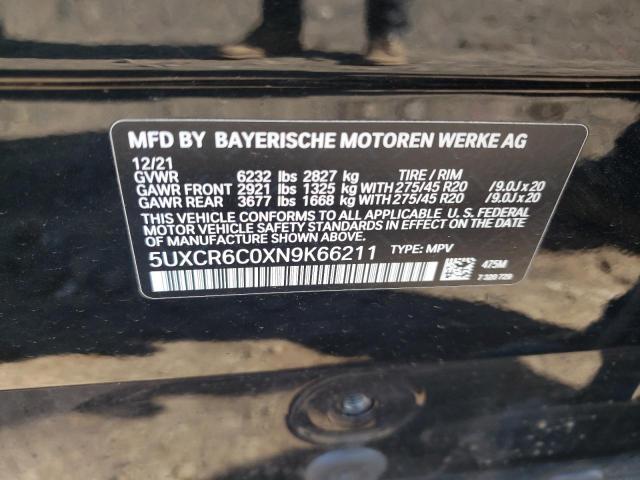 MFD BY BAYERISCHE MOTOREN WERKE AG
12/21
GVWR 6232 lbs 2827 kg TIRE / RIM
GAWR FRONT 2921 lbs 1325 kg WITH 275/45 R20 /9.0J x 20
GAWR REAR 3677 lbs 1668 kg WITH 275/45 R20 /9.0J x 20
THIS VEHICLE CONFORMS TO ALL APPLICABLE U. S. FEDERAL
MOTOR VEHICLE SAFETY STANDARDS IN EFFECT ON THE
DATE OF MANUFACTURE SHOWN ABOVE.
5UXCR6C0XN9K66211 TYPE: MPV
475M
7 320 729